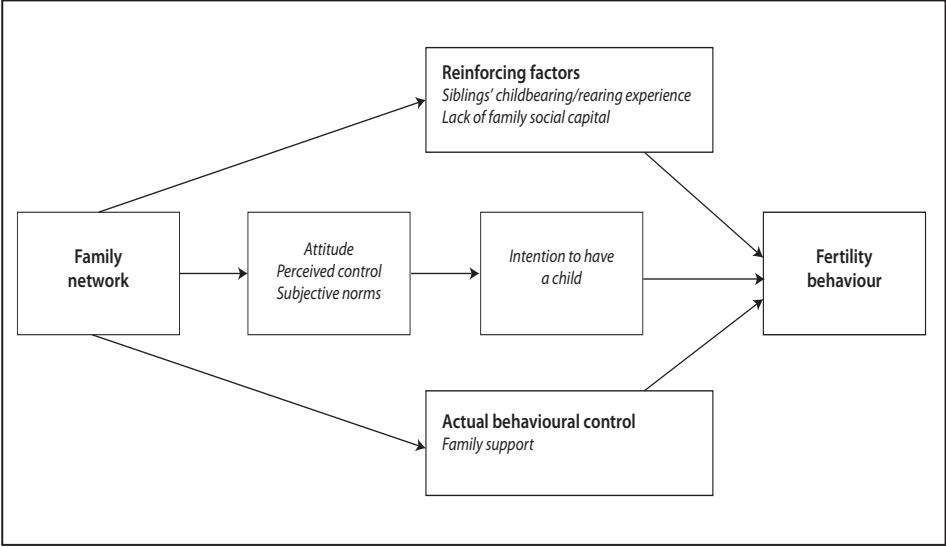 Reinforcing factors
Siblings' childbearing/rearing experience
Lack of family social capital
Family
network
Attitude
Perceived control
Subjective norms
Intention to have
a child
Fertility
behaviour
Actual behavioural control
Family support